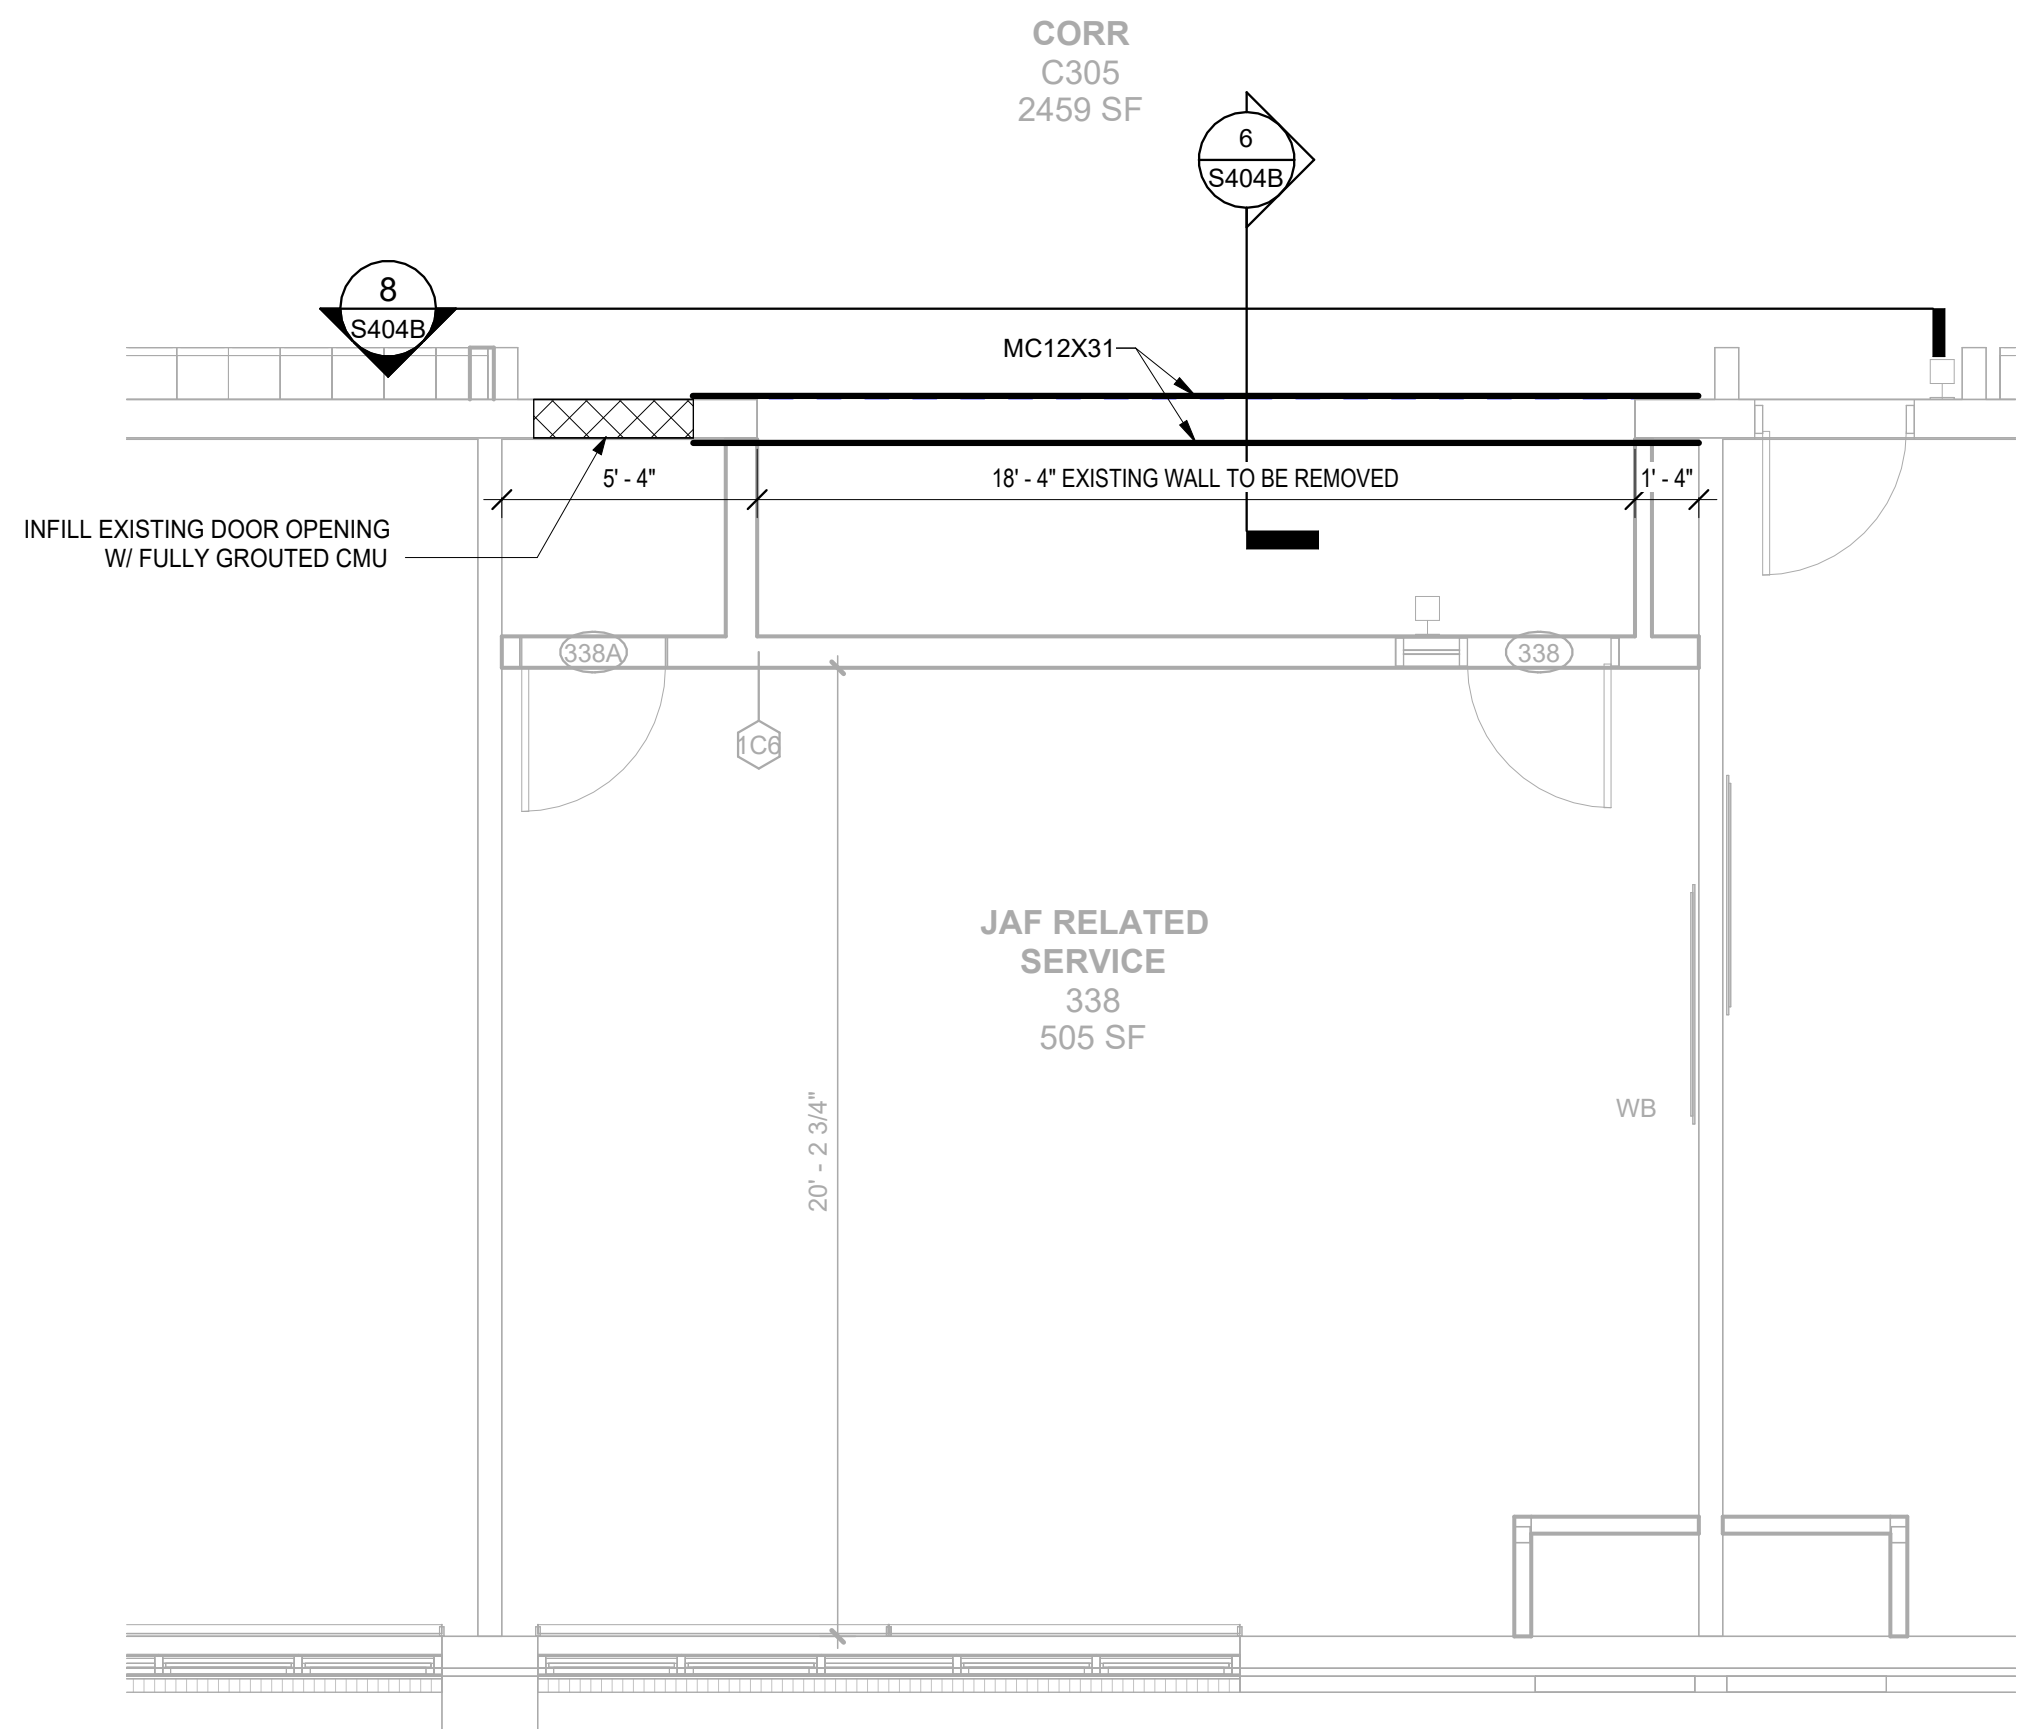 CORR
C305
2459 SF
6
S404B
8
S404B
MC12X31
5' - 4"
18' - 4" EXISTING WALL TO BE REMOVED
1' - 4"
INFILL EXISTING DOOR OPENING
W/ FULLY GROUTED CMU
338A
338
1C6
JAF RELATED
SERVICE
338
505 SF
20' - 2 3/4"
WB